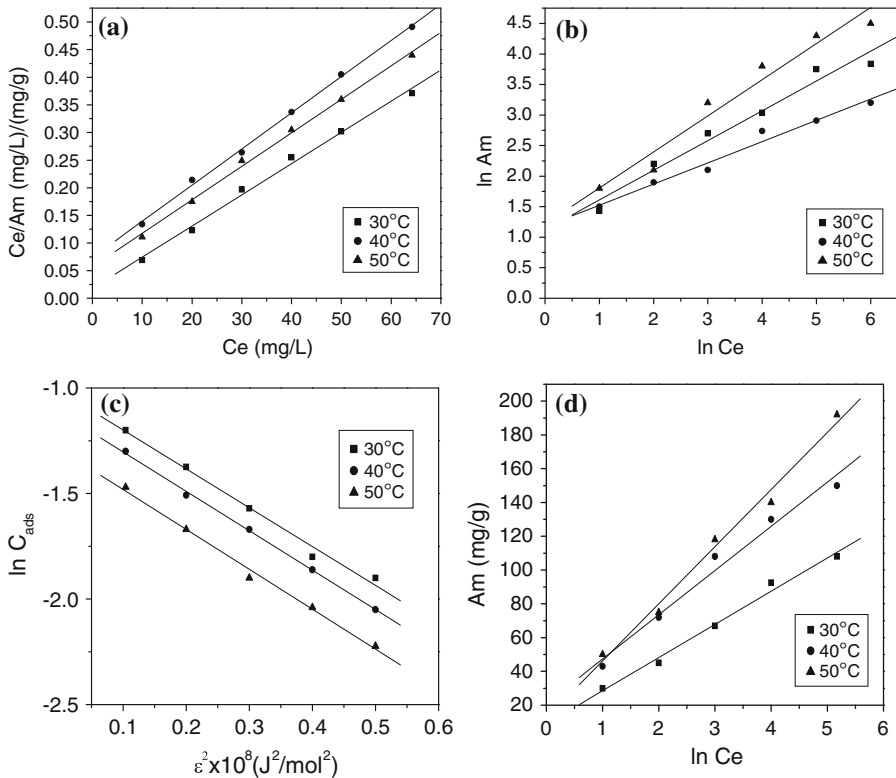 (a)
0.50
0.45
0.40
0.35
0.30
0.25
0.20
0.15
0.10
0.05
0.00
Ce/Am (mg/L)/(mg/g)
30°C
40°C
50°C
0 10 20 30 40 50 60 70
Ce (mg/L)
(b)
4.5
4.0
3.5
3.0
2.5
2.0
1.5
1.0
0.5
0.0
ln Am
30°C
40°C
50°C
1 2 3 4 5 6
ln Ce
(c)
-1.0
-1.5
-2.0
-2.5
ln C_ads
30°C
40°C
50°C
0.1 0.2 0.3 0.4 0.5 0.6
ε²x10⁸(J²/mol²)
(d)
200
180
160
140
120
100
80
60
40
20
Am (mg/g)
30°C
40°C
50°C
0 1 2 3 4 5 6
ln Ce